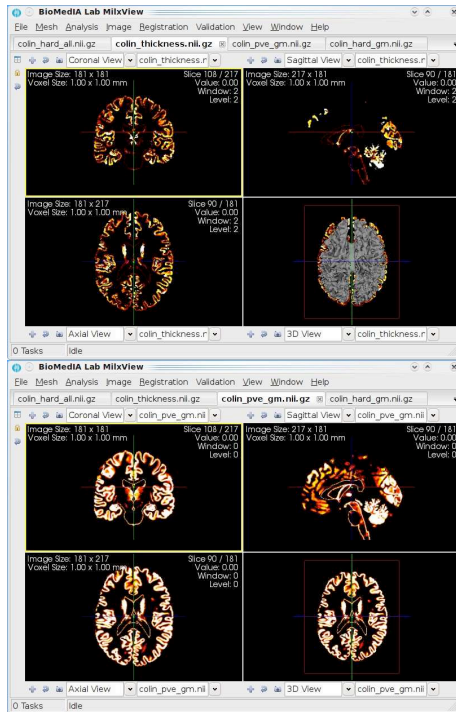 BioMedIA Lab MilxView
File Mesh Analysis Image Registration Validation View Window Help
colin_hard_all.nii.gz colin_thickness.nii.gz colin_pve_gm.nii.gz colin_hard_gm.nii.gz
Coronal View colin_thickness.r Sagittal View colin_thickness.r
Image Size: 181 x 181 Slice 108 / 217 Image Size: 217 x 181 Slice 90 / 181
Voxel Size: 1.00 x 1.00 mm Value: 0.00 Voxel Size: 1.00 x 1.00 mm Value: 0.00
Window: 2 Window: 2
Level: 2 Level: 2
Image Size: 181 x 217 Slice 90 / 181
Voxel Size: 1.00 x 1.00 mm Value: 0.00
Window: 2
Level: 2
Axial View colin_thickness.r 3D View colin_thickness.r
0 Tasks Idle
BioMedIA Lab MilxView
File Mesh Analysis Image Registration Validation View Window Help
colin_hard_all.nii.gz colin_thickness.nii.gz colin_pve_gm.nii.gz colin_hard_gm.nii.gz
Coronal View colin_pve_gm.nii Sagittal View colin_pve_gm.nii
Image Size: 181 x 181 Slice 108 / 217 Image Size: 217 x 181 Slice 90 / 181
Voxel Size: 1.00 x 1.00 mm Value: 0.00 Voxel Size: 1.00 x 1.00 mm Value: 0.00
Window: 0 Window: 0
Level: 0 Level: 0
Image Size: 181 x 217 Slice 90 / 181
Voxel Size: 1.00 x 1.00 mm Value: 0.00
Window: 0
Level: 0
Axial View colin_pve_gm.nii 3D View colin_pve_gm.nii
0 Tasks Idle